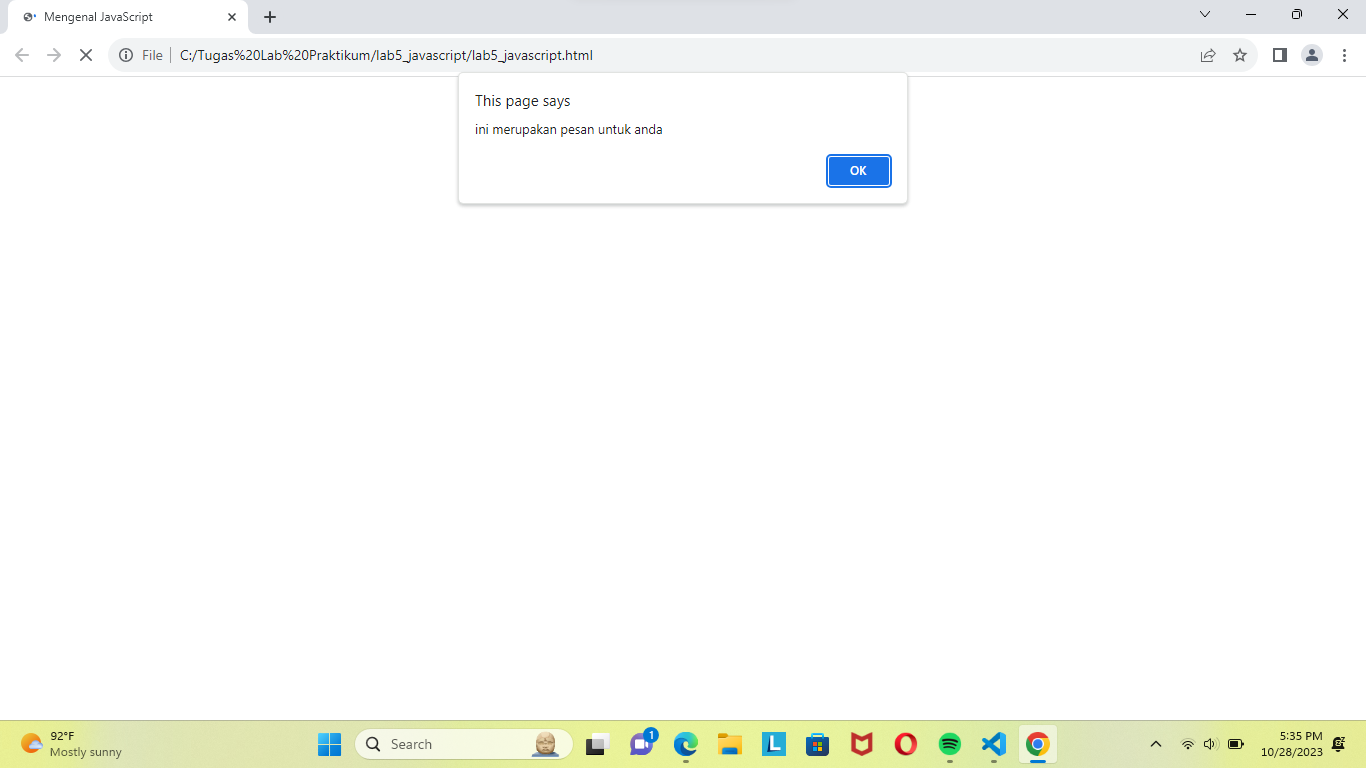 Mengenal JavaScript
File
C:/Tugas%20Lab%20Praktikum/lab5_javascript/lab5_javascript.html
This page says
ini merupakan pesan untuk anda
OK
92°F
Mostly sunny
Search
1
L
5:35 PM
10/28/2023